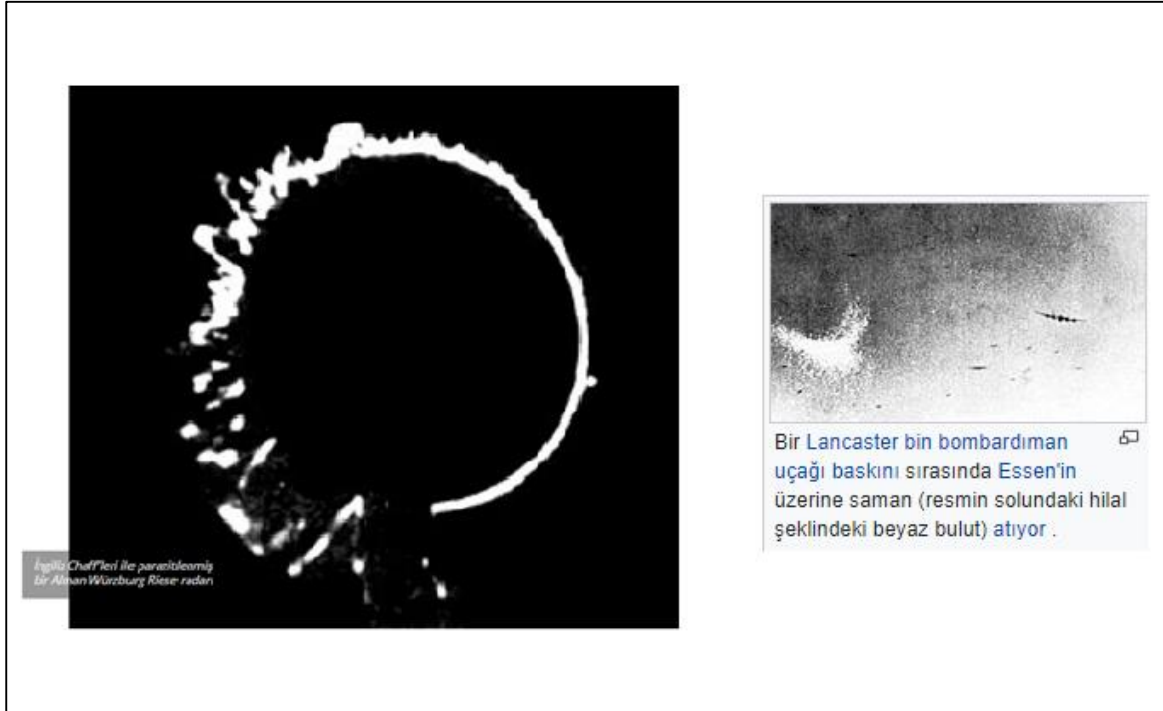 İngiliz Chaff'leri ile parazitlenmiş
bir Alman Würzburg Riese radarı
Bir Lancaster bin bombardıman
uçağı baskını sırasında Essen'in
üzerine saman (resmin solundaki hilal
şeklindeki beyaz bulut) atıyor .